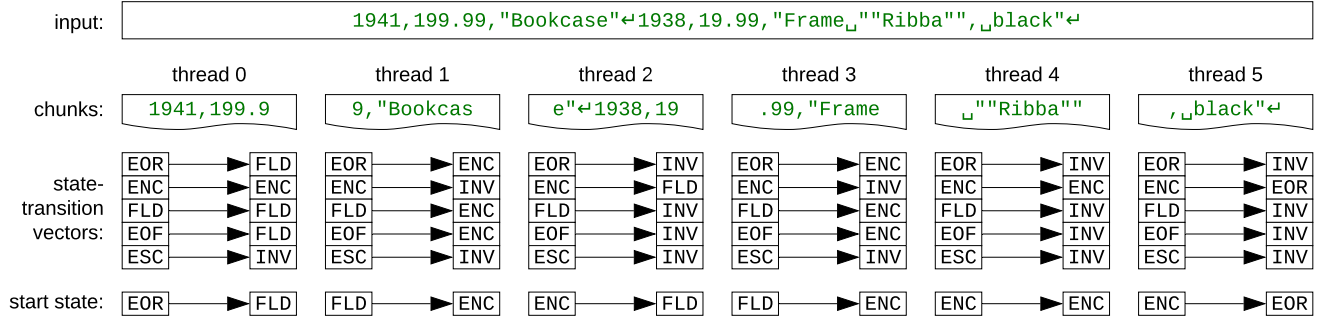 input: 1941,199.99,"Bookcase"↵1938,19.99,"Frame␣""Ribba"",␣black"↵
thread 0 thread 1 thread 2 thread 3 thread 4 thread 5
chunks: 1941,199.9 9,"Bookcas e"↵1938,19 .99,"Frame ␣""Ribba"" ,␣black"↵
state-transition vectors:
EOR FLD EOR ENC EOR INV EOR ENC EOR INV EOR INV
ENC ENC ENC INV ENC FLD ENC INV ENC ENC ENC EOR
FLD FLD FLD ENC FLD INV FLD ENC FLD INV FLD INV
EOF FLD EOF ENC EOF INV EOF ENC EOF INV EOF INV
ESC INV ESC INV ESC INV ESC INV ESC INV ESC INV
start state: EOR FLD FLD ENC ENC FLD FLD ENC ENC ENC ENC EOR